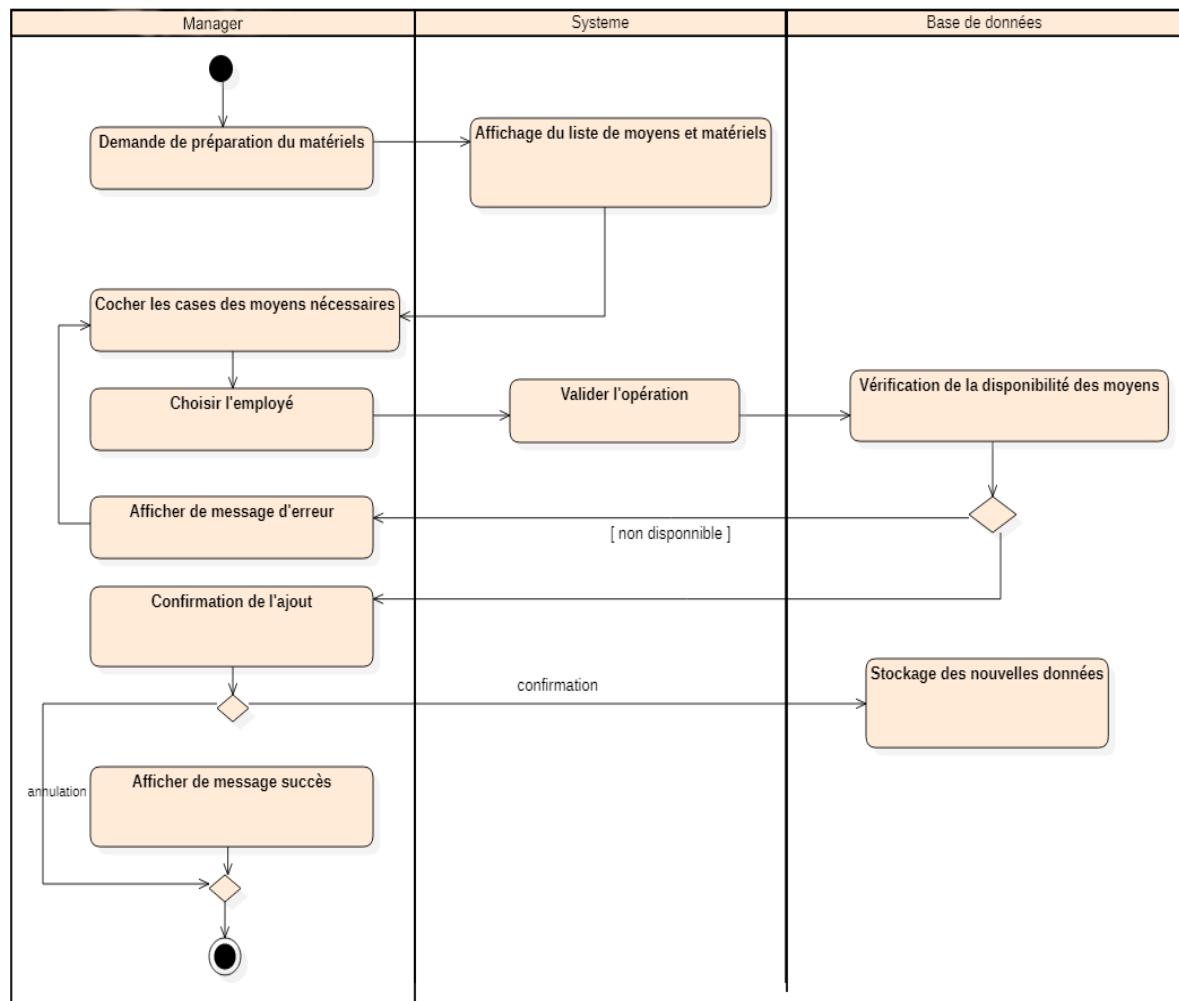 Manager
Systeme
Base de données
Demande de préparation du matériels
Affichage du liste de moyens et matériels
Cocher les cases des moyens nécessaires
Choisir l'employé
Valider l'opération
Vérification de la disponibilité des moyens
Afficher de message d'erreur
[ non disponnible ]
Confirmation de l'ajout
confirmation
Stockage des nouvelles données
Afficher de message succès
annulation